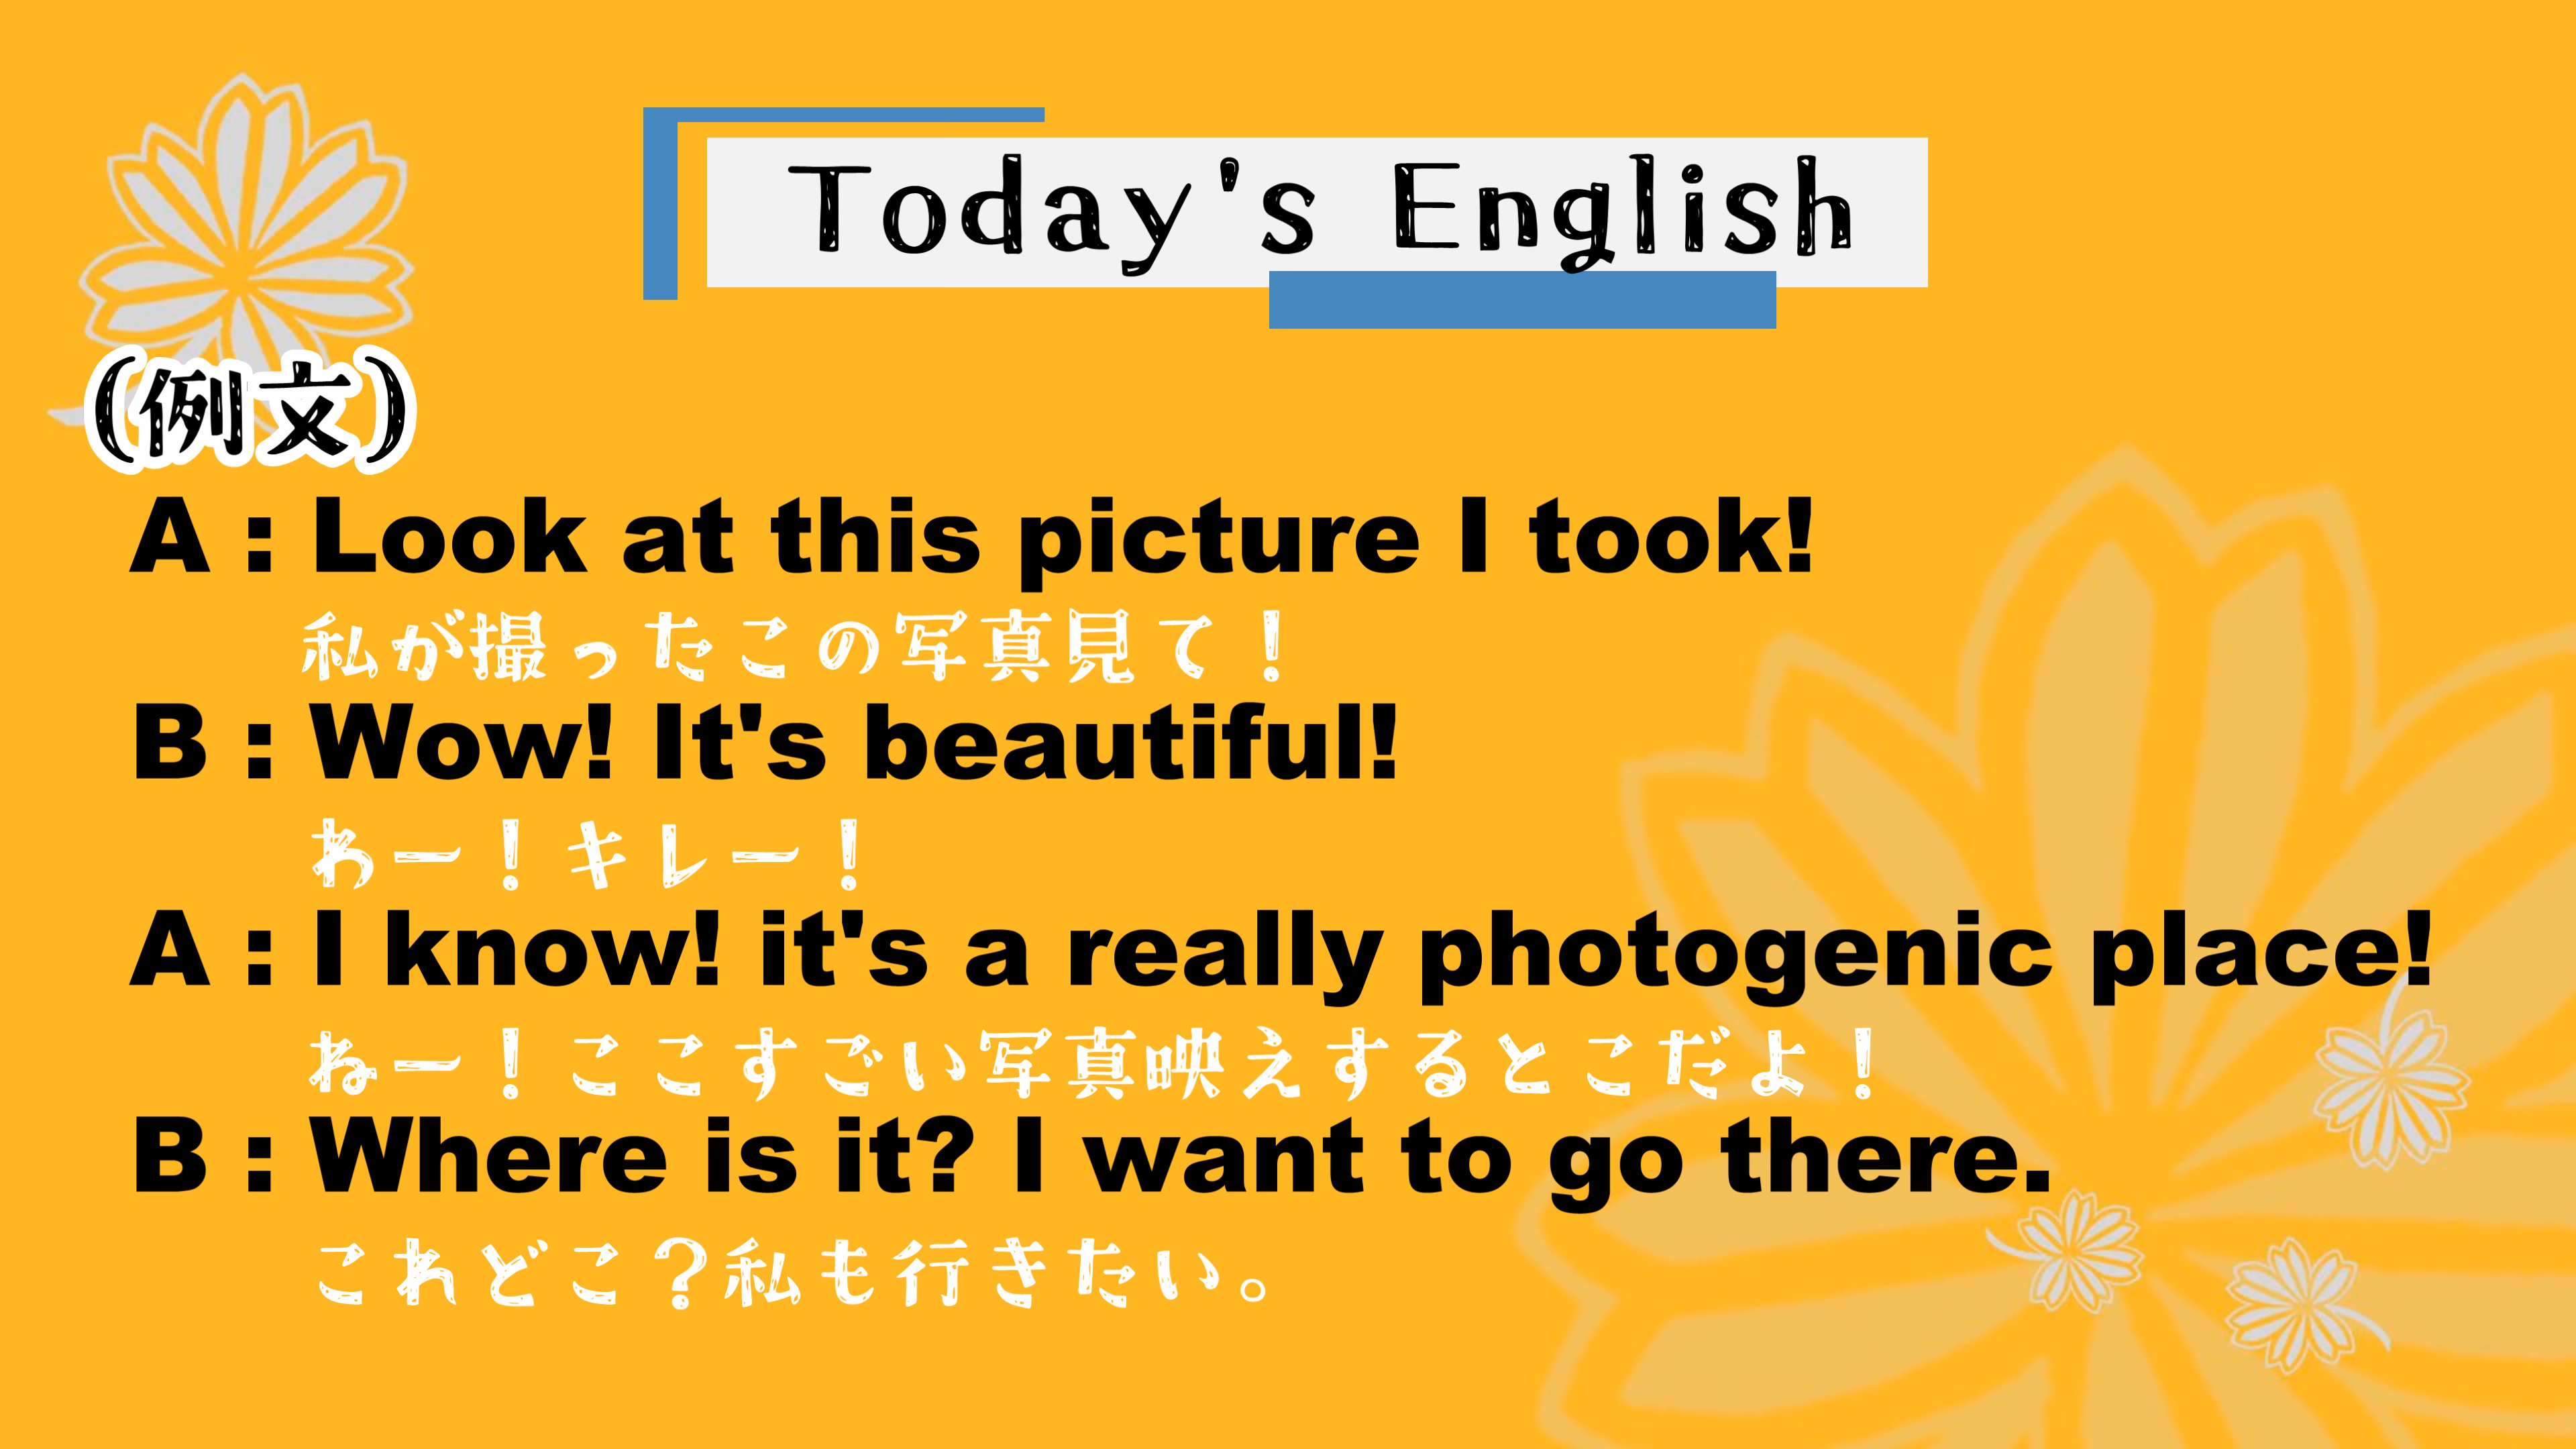 Today's English
(例文)
A : Look at this picture I took!
私が撮ったこの写真見て！
B : Wow! It's beautiful!
わー！キレー！
A : I know! it's a really photogenic place!
ねー！ここすごい写真映えするとこだよ！
B : Where is it? I want to go there.
これどこ？私も行きたい。